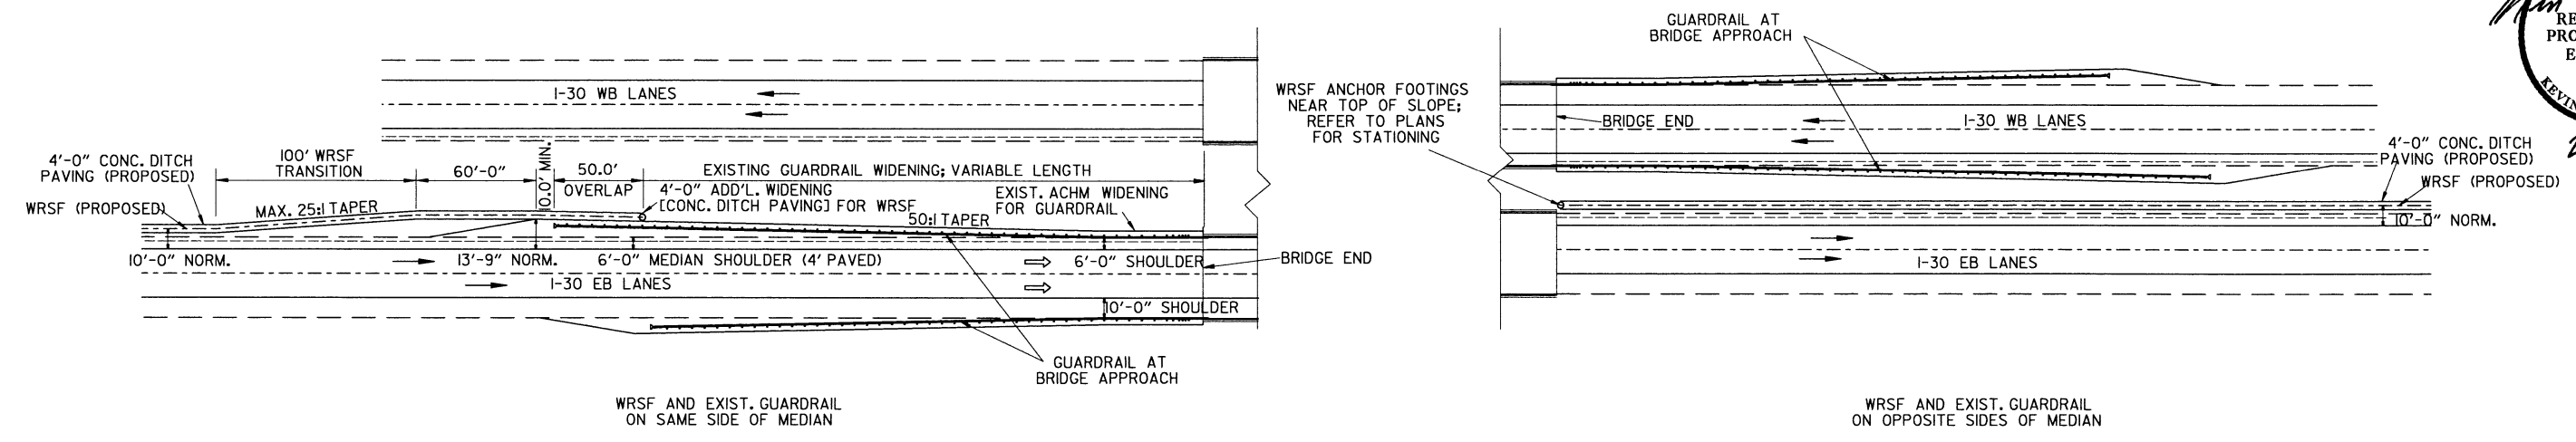 GUARDRAIL AT
BRIDGE APPROACH
I-30 WB LANES
WRSF ANCHOR FOOTINGS
NEAR TOP OF SLOPE;
REFER TO PLANS
FOR STATIONING
BRIDGE END
I-30 WB LANES
4'-0" CONC. DITCH
PAVING (PROPOSED)
100' WRSF
TRANSITION
60'-0"
10.0' MIN.
50.0'
OVERLAP
EXISTING GUARDRAIL WIDENING; VARIABLE LENGTH
4'-0" CONC. DITCH
PAVING (PROPOSED)
WRSF (PROPOSED)
WRSF (PROPOSED)
MAX. 25:1 TAPER
4'-0" ADD'L. WIDENING
[CONC. DITCH PAVING] FOR WRSF
EXIST. ACHM WIDENING
FOR GUARDRAIL
50:1 TAPER
10'-0" NORM.
10'-0" NORM.
13'-9" NORM.
6'-0" MEDIAN SHOULDER (4' PAVED)
6'-0" SHOULDER
BRIDGE END
I-30 EB LANES
I-30 EB LANES
10'-0" SHOULDER
GUARDRAIL AT
BRIDGE APPROACH
WRSF AND EXIST. GUARDRAIL
ON SAME SIDE OF MEDIAN
WRSF AND EXIST. GUARDRAIL
ON OPPOSITE SIDES OF MEDIAN
KEVIN